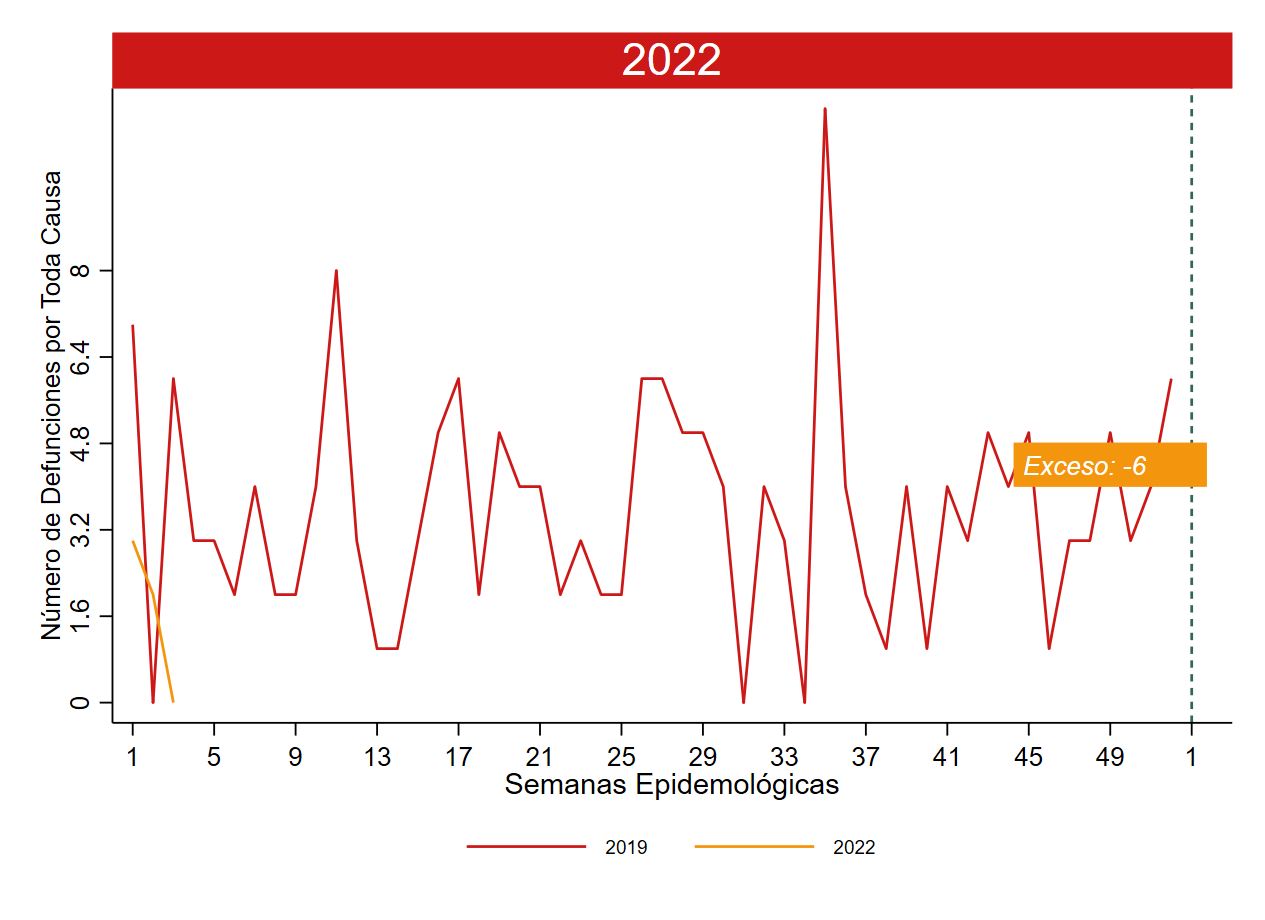 2022
Número de Defunciones por Toda Causa
8
6.4
4.8
3.2
1.6
0
Exceso: -6
1 5 9 13 17 21 25 29 33 37 41 45 49 1
Semanas Epidemológicas
2019 2022